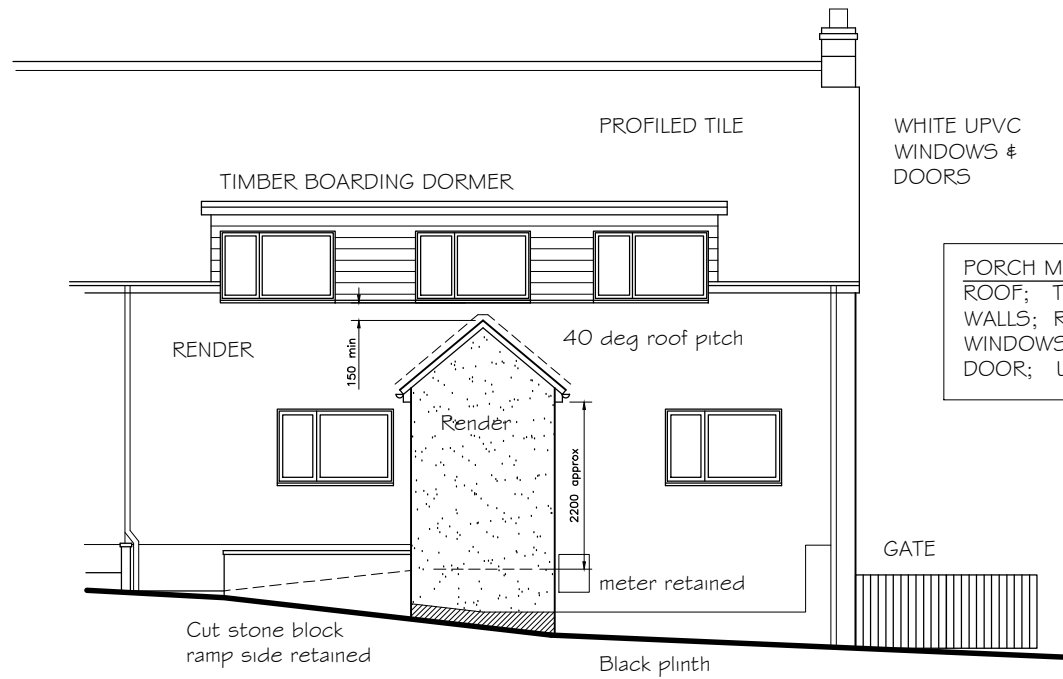 PROFILED TILE
WHITE UPVC
WINDOWS &
DOORS
TIMBER BOARDING DORMER
PORCH M
ROOF; T
WALLS; R
WINDOWS
DOOR; L
RENDER
150 min
40 deg roof pitch
Render
2200 approx
GATE
meter retained
Cut stone block
ramp side retained
Black plinth